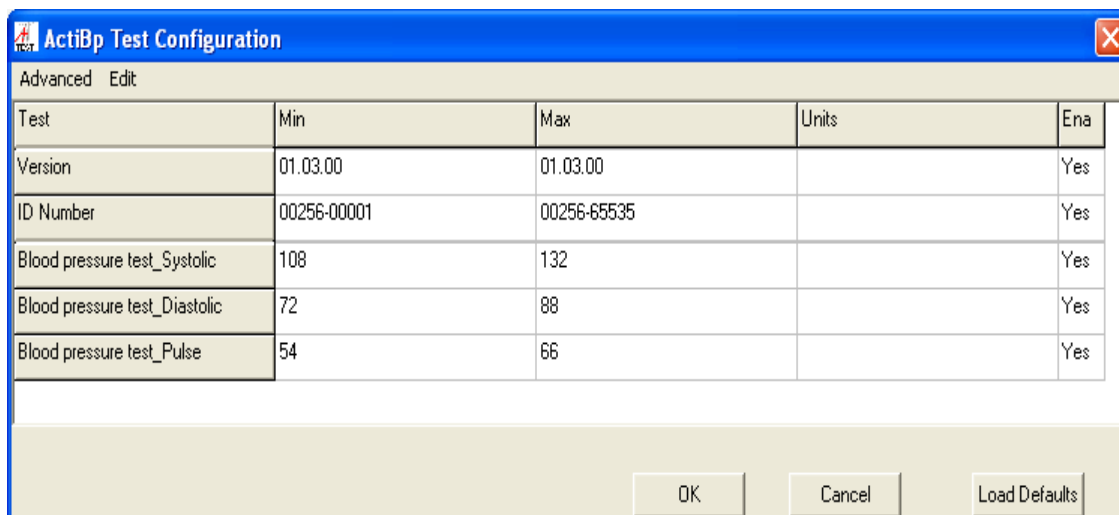 ActiBp Test Configuration
Advanced Edit
Test Min Max Units Ena
Version 01.03.00 01.03.00 Yes
ID Number 00256-00001 00256-65535 Yes
Blood pressure test_Systolic 108 132 Yes
Blood pressure test_Diastolic 72 88 Yes
Blood pressure test_Pulse 54 66 Yes
OK Cancel Load Defaults